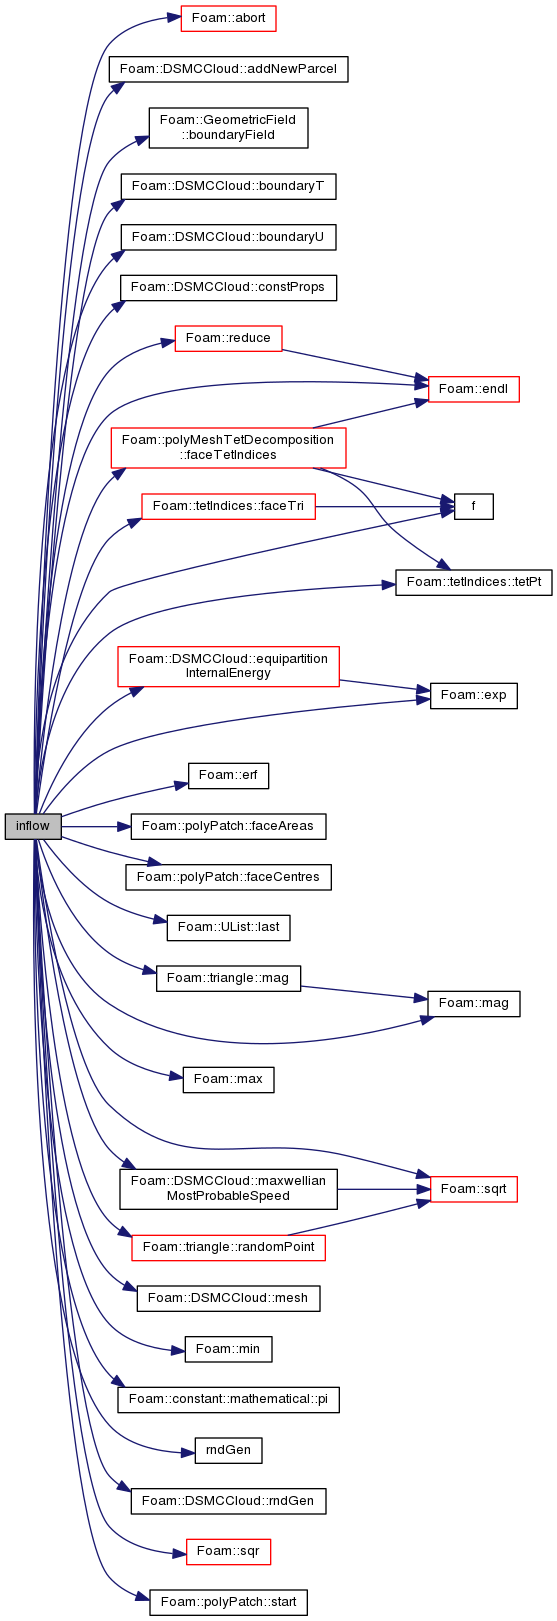 Foam::abort
Foam::DSMCCloud::addNewParcel
Foam::GeometricField
::boundaryField
Foam::DSMCCloud::boundaryT
Foam::DSMCCloud::boundaryU
Foam::DSMCCloud::constProps
Foam::reduce
Foam::endl
Foam::polyMeshTetDecomposition
::faceTetIndices
Foam::tetIndices::faceTri
f
Foam::tetIndices::tetPt
Foam::DSMCCloud::equipartition
InternalEnergy
Foam::exp
Foam::erf
inflow
Foam::polyPatch::faceAreas
Foam::polyPatch::faceCentres
Foam::UList::last
Foam::triangle::mag
Foam::mag
Foam::max
Foam::DSMCCloud::maxwellian
MostProbableSpeed
Foam::sqrt
Foam::triangle::randomPoint
Foam::DSMCCloud::mesh
Foam::min
Foam::constant::mathematical::pi
rndGen
Foam::DSMCCloud::rndGen
Foam::sqr
Foam::polyPatch::start